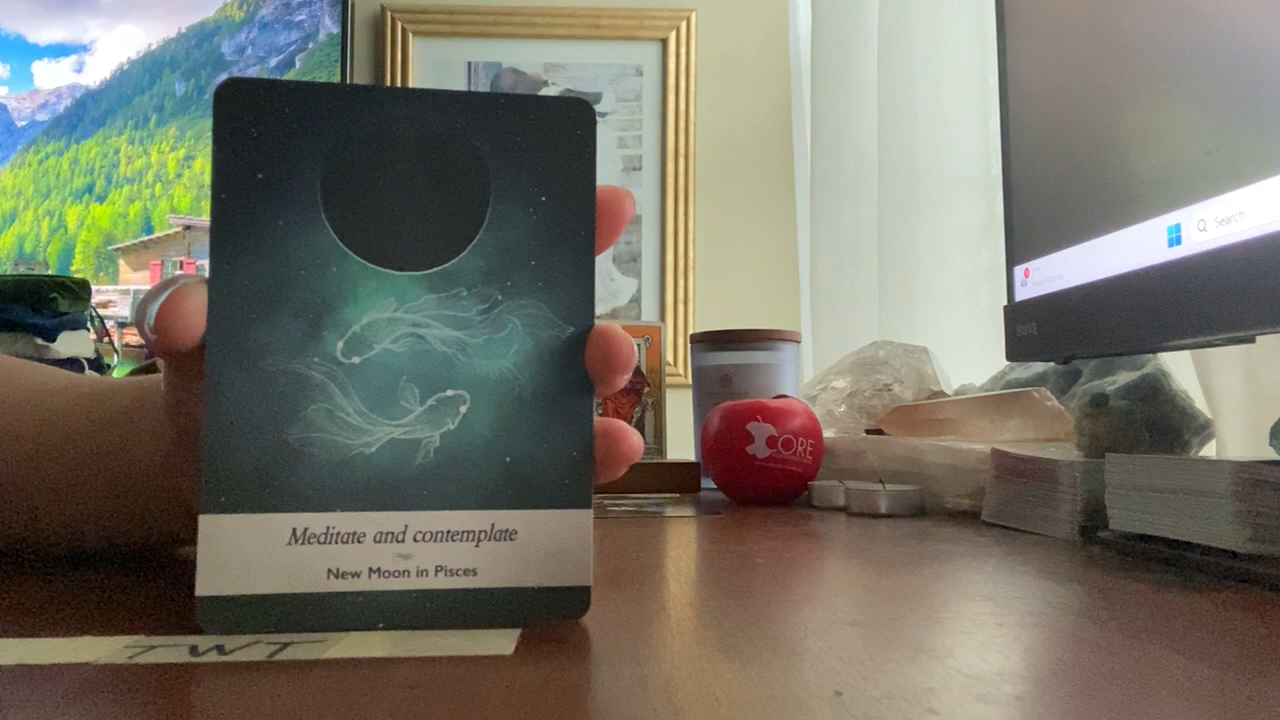 Meditate and contemplate
New Moon in Pisces
TWT
CORE
Search